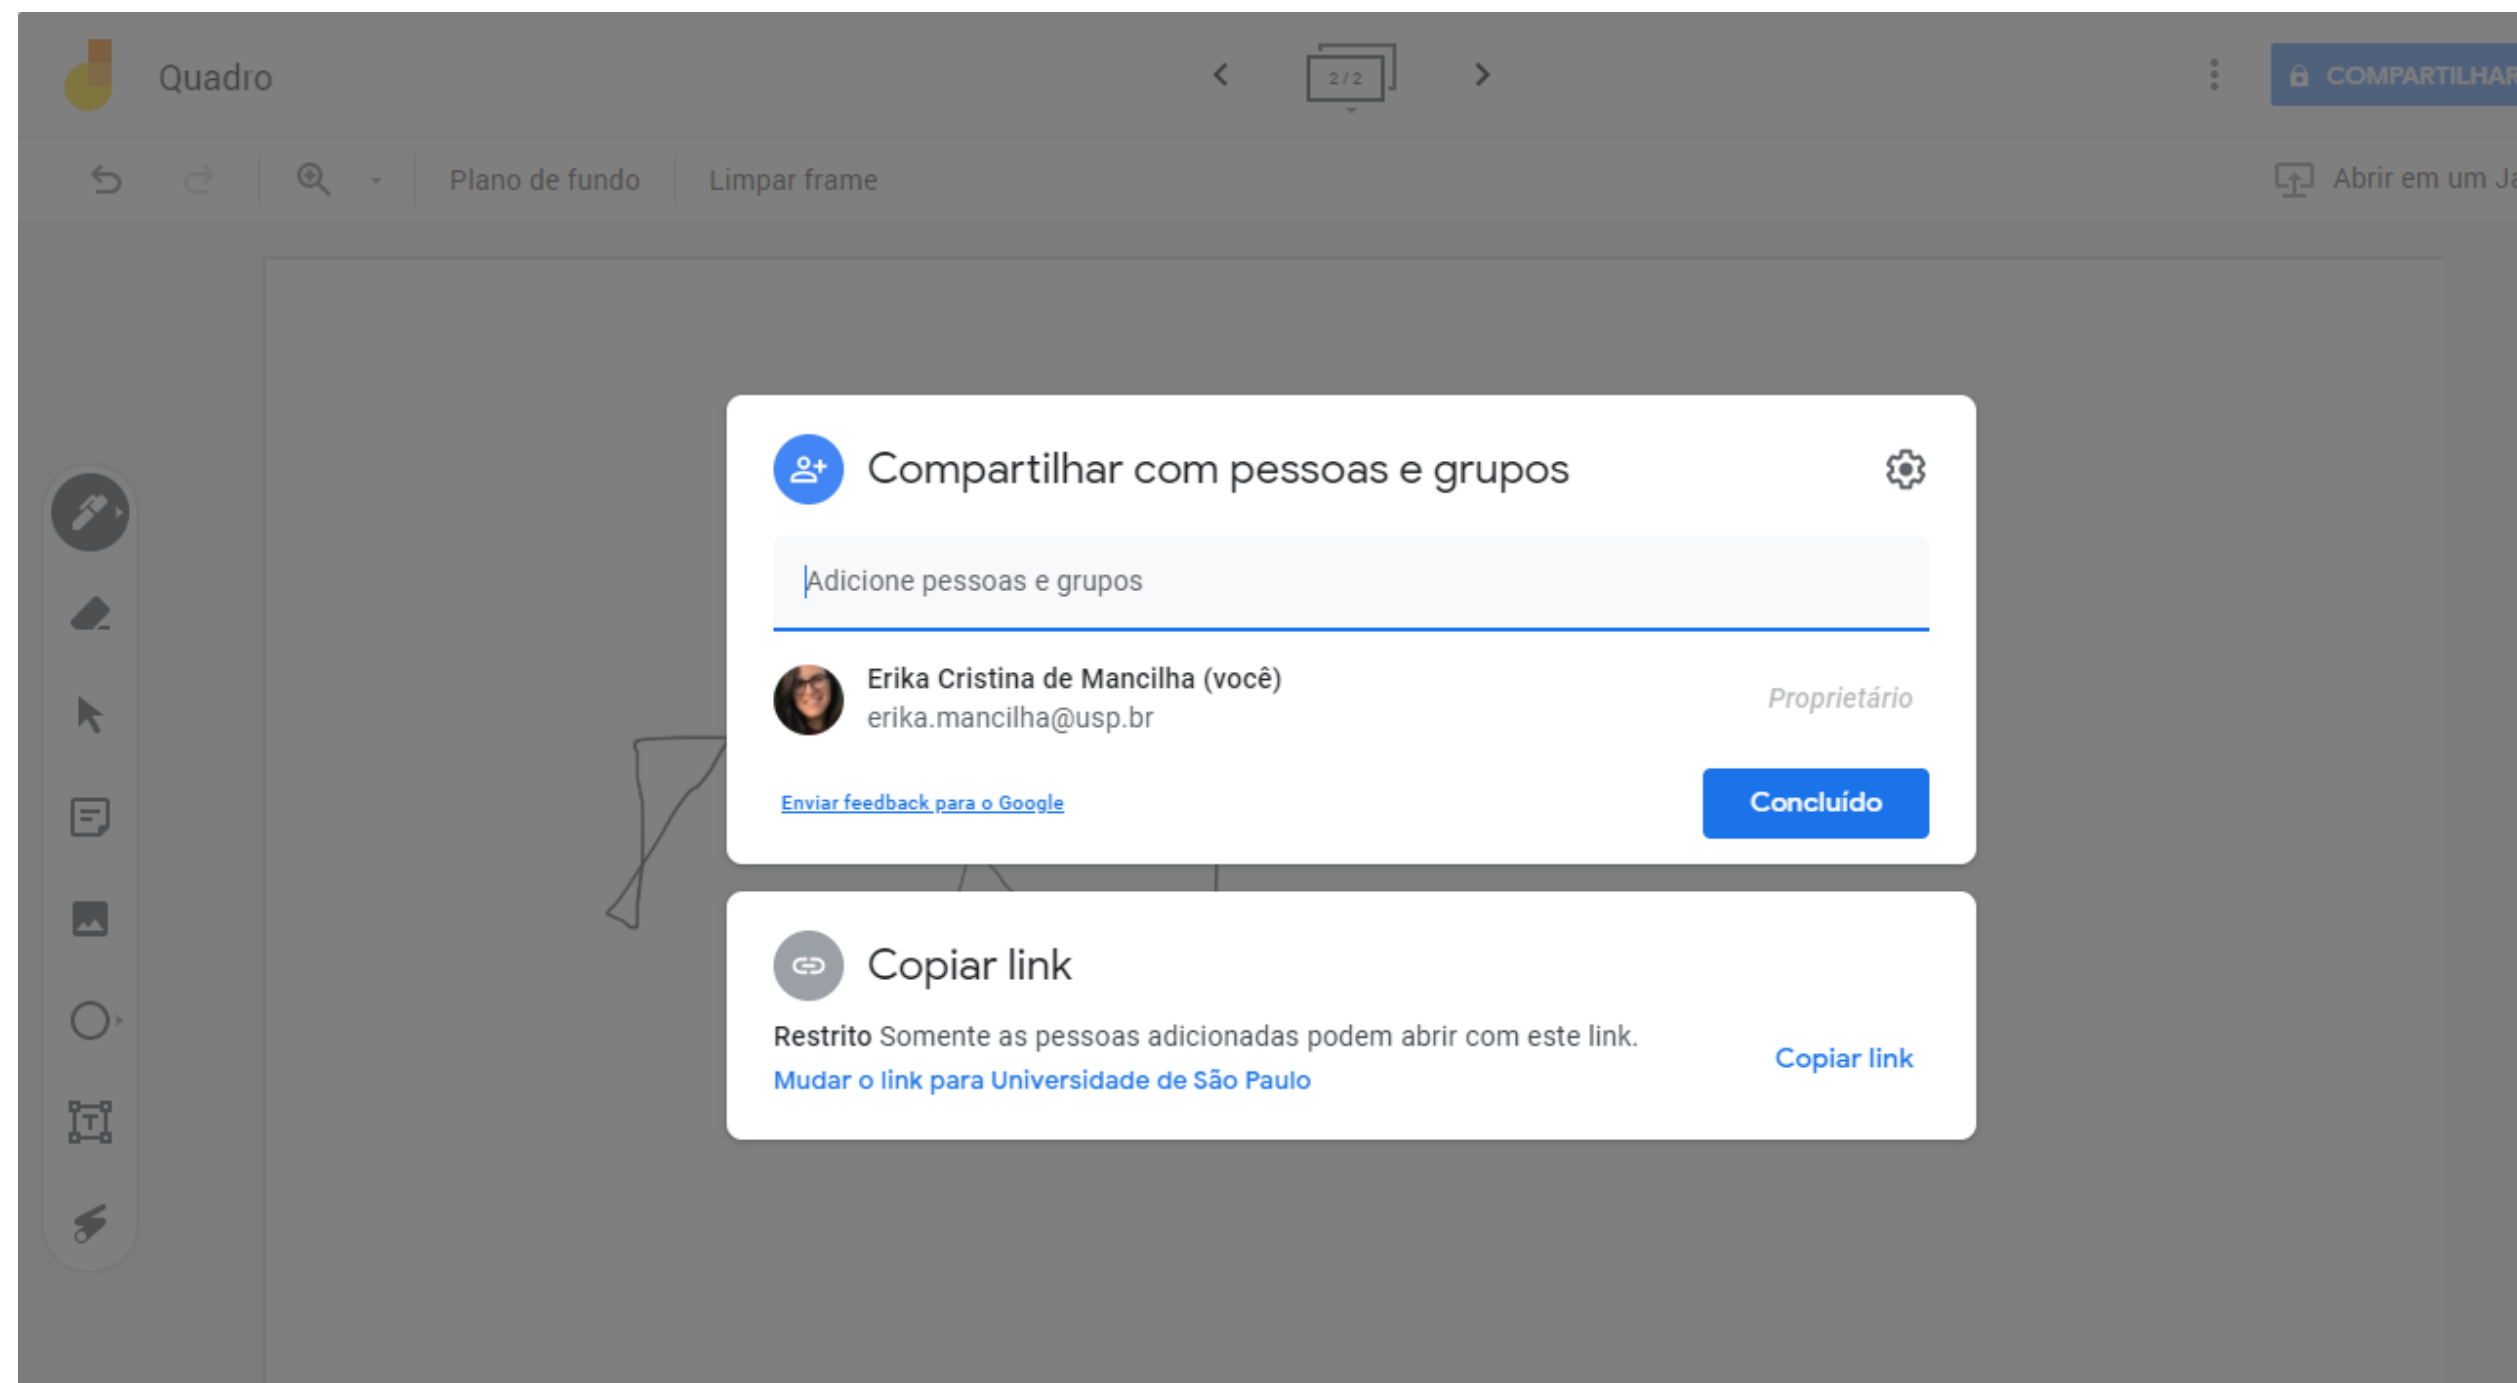 Quadro
2/2
COMPARTILHAR
Plano de fundo
Limpar frame
Abrir em um
Compartilhar com pessoas e grupos
Adicione pessoas e grupos
Erika Cristina de Mancilha (você)
erika.mancilha@usp.br
Proprietário
Enviar feedback para o Google
Concluído
Copiar link
Restrito Somente as pessoas adicionadas podem abrir com este link.
Mudar o link para Universidade de São Paulo
Copiar link